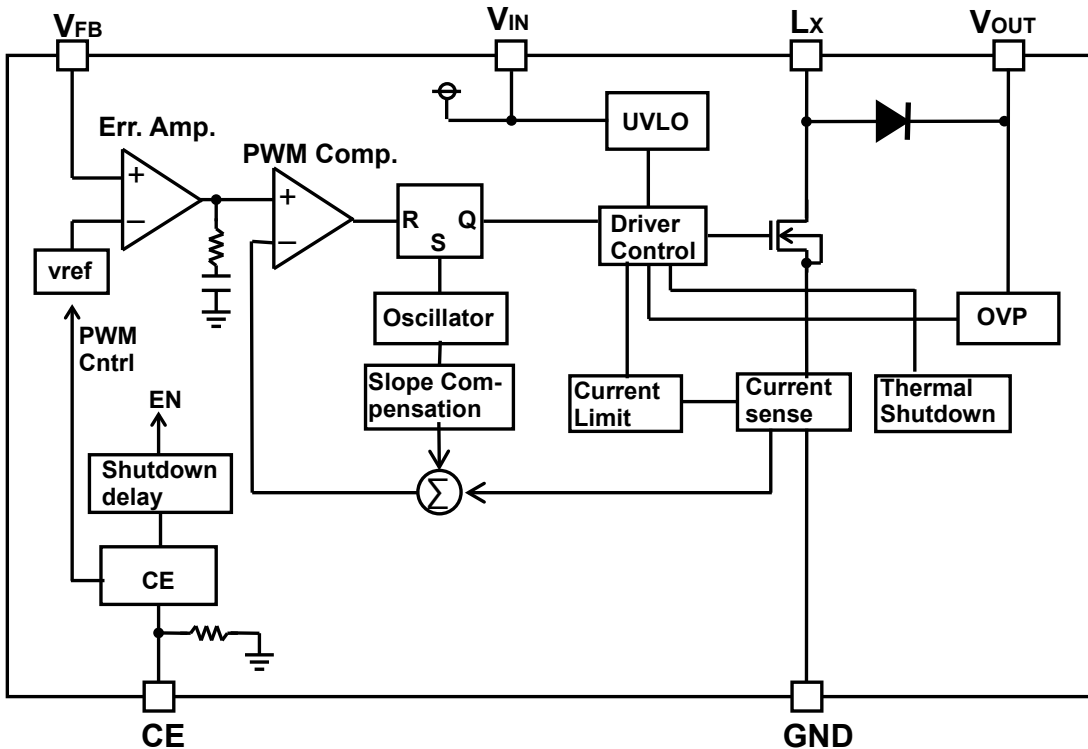 VFB
VIN
LX
VOUT
Err. Amp.
UVLO
PWM Comp.
+
−
+
−
R
Q
S
Driver
Control
vref
Oscillator
OVP
PWM
Cntrl
Slope Com-
pensation
Current
Limit
Current
sense
Thermal
Shutdown
EN
Shutdown
delay
Σ
CE
CE
GND